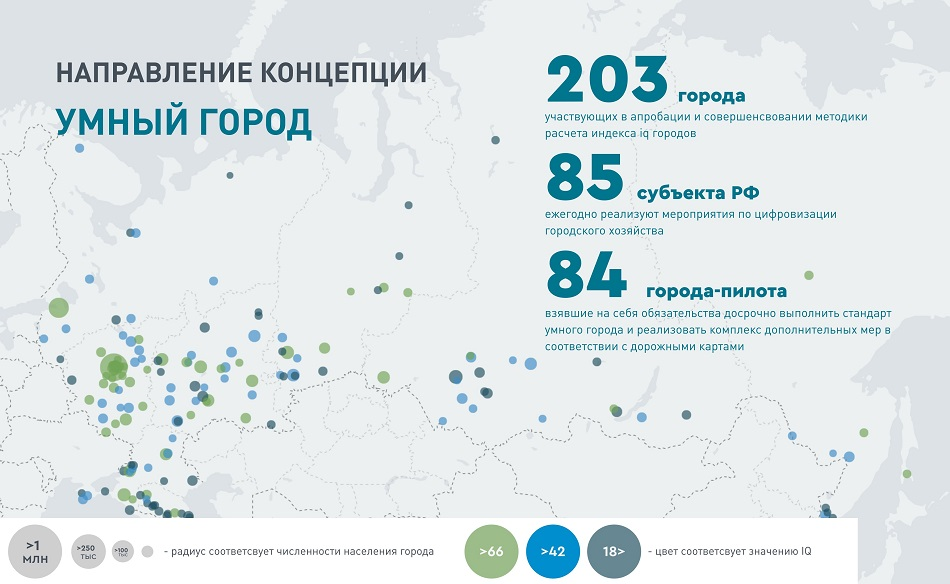 НАПРАВЛЕНИЕ КОНЦЕПЦИИ
УМНЫЙ ГОРОД
203 города
участвующих в апробации и совершенсвовании методики
расчета индекса iq городов
85 субъекта РФ
ежегодно реализуют мероприятия по цифровизации
городского хозяйства
84 города-пилота
взявшие на себя обязательства досрочно выполнить стандарт
умного города и реализовать комплекс дополнительных мер в
соответствии с дорожными картами
>1
МЛН
>250
ТЫС
>100
ТЫС
- радиус соответсвует численности населения города
>66
>42
18>
- цвет соответсвует значению IQ